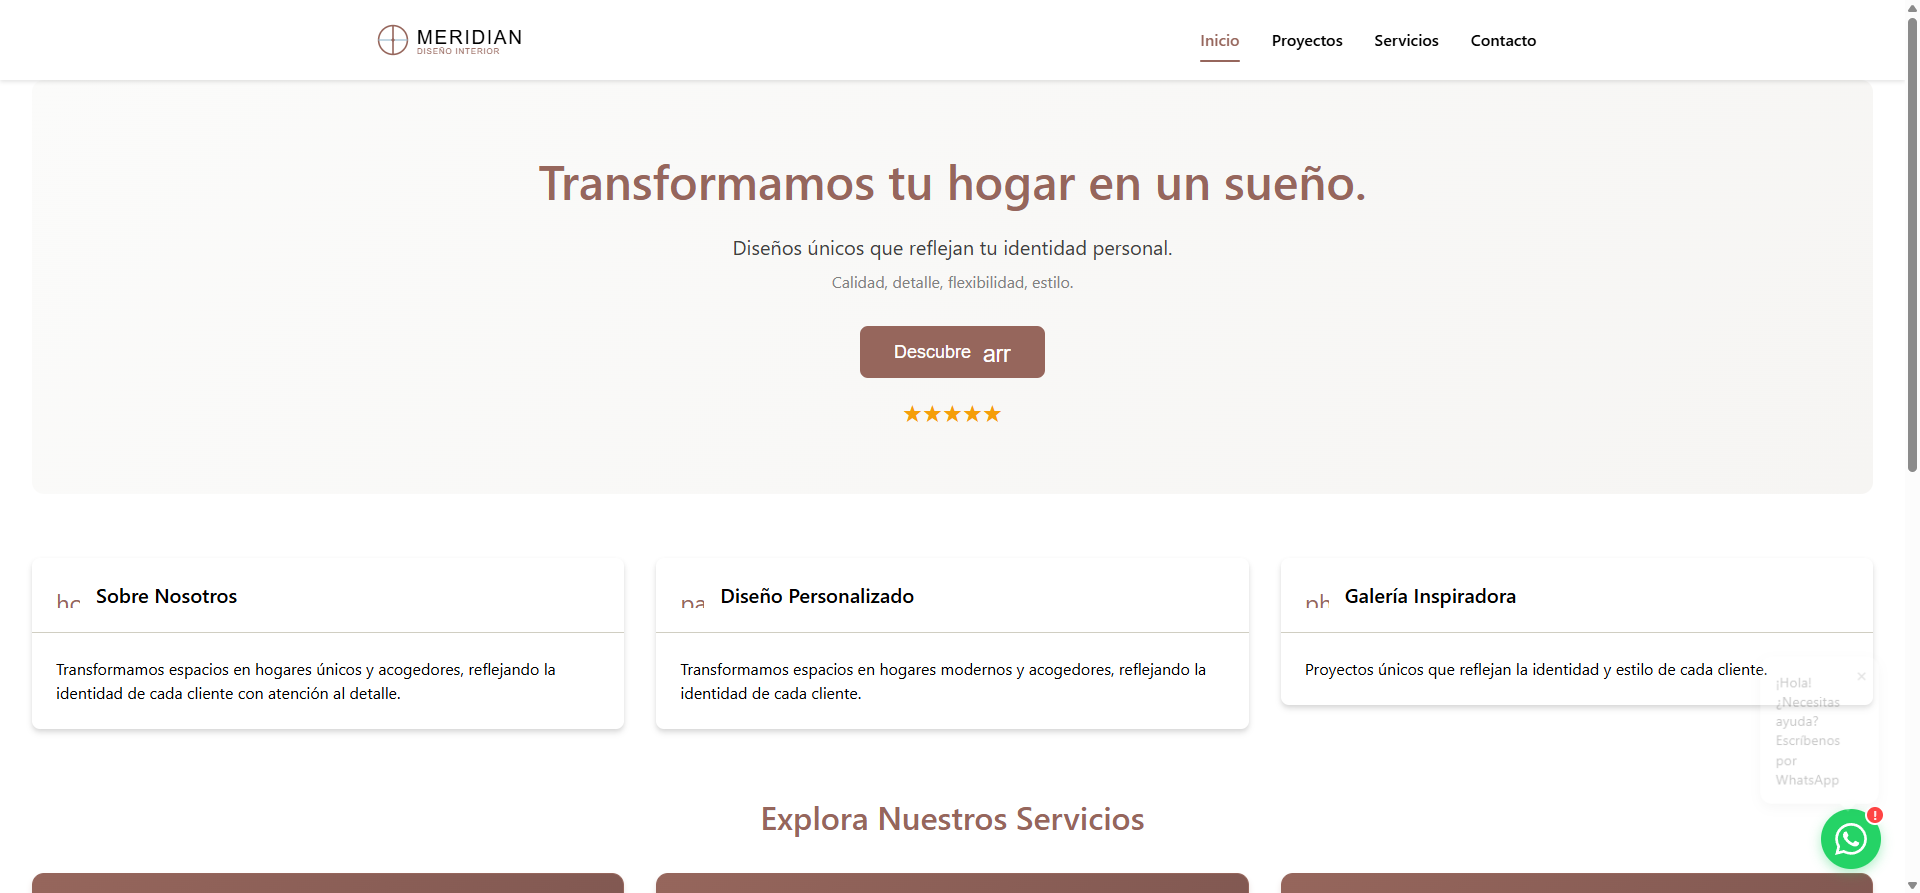 MERIDIAN
DISEÑO INTERIOR
Inicio
Proyectos
Servicios
Contacto
Transformamos tu hogar en un sueño.
Diseños únicos que reflejan tu identidad personal.
Calidad, detalle, flexibilidad, estilo.
Descubre arr
★★★★★
Sobre Nosotros
Transformamos espacios en hogares únicos y acogedores, reflejando la
identidad de cada cliente con atención al detalle.
Diseño Personalizado
Transformamos espacios en hogares modernos y acogedores, reflejando la
identidad de cada cliente.
Galería Inspiradora
Proyectos únicos que reflejan la identidad y estilo de cada cliente.
¡Hola!
¿Necesitas
ayuda?
Escríbenos
por
WhatsApp
×
!
Explora Nuestros Servicios